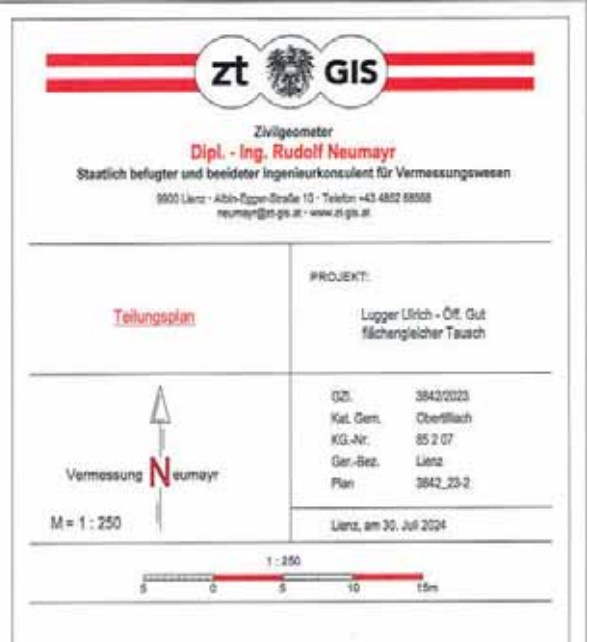 zt GIS
Zivilgeometer
Dipl. - Ing. Rudolf Neumayr
Staatlich befugter und beeideter Ingenieurkonsulent für Vermessungswesen
9900 Lienz - Albin-Egger-Straße 10 - Telefon +43 4852 68568
neumayr@zt-gis.at - www.zt-gis.at
Teilungsplan
PROJEKT:
Lugger Ulrich - Öff. Gut
flächengleicher Tausch
Vermessung Neumayr
M = 1 : 250
GZl. 3842/2023
Kat. Gem. Obertilliach
KG.-Nr. 85 2 07
Ger.-Bez. Lienz
Plan 3842_23-2
Lienz, am 30. Juli 2024
1 : 250
5 0 5 10 15m